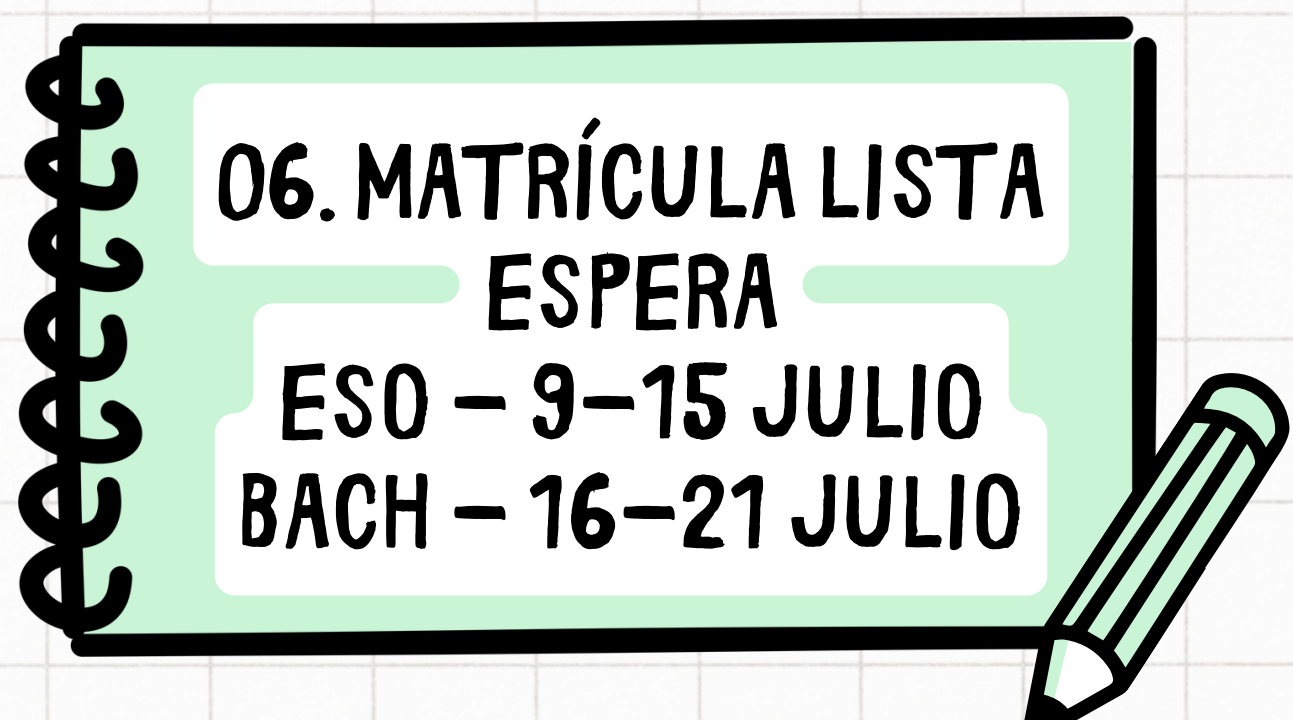 06. MATRÍCULA LISTA
ESPERA
ESO – 9–15 JULIO
BACH – 16–21 JULIO